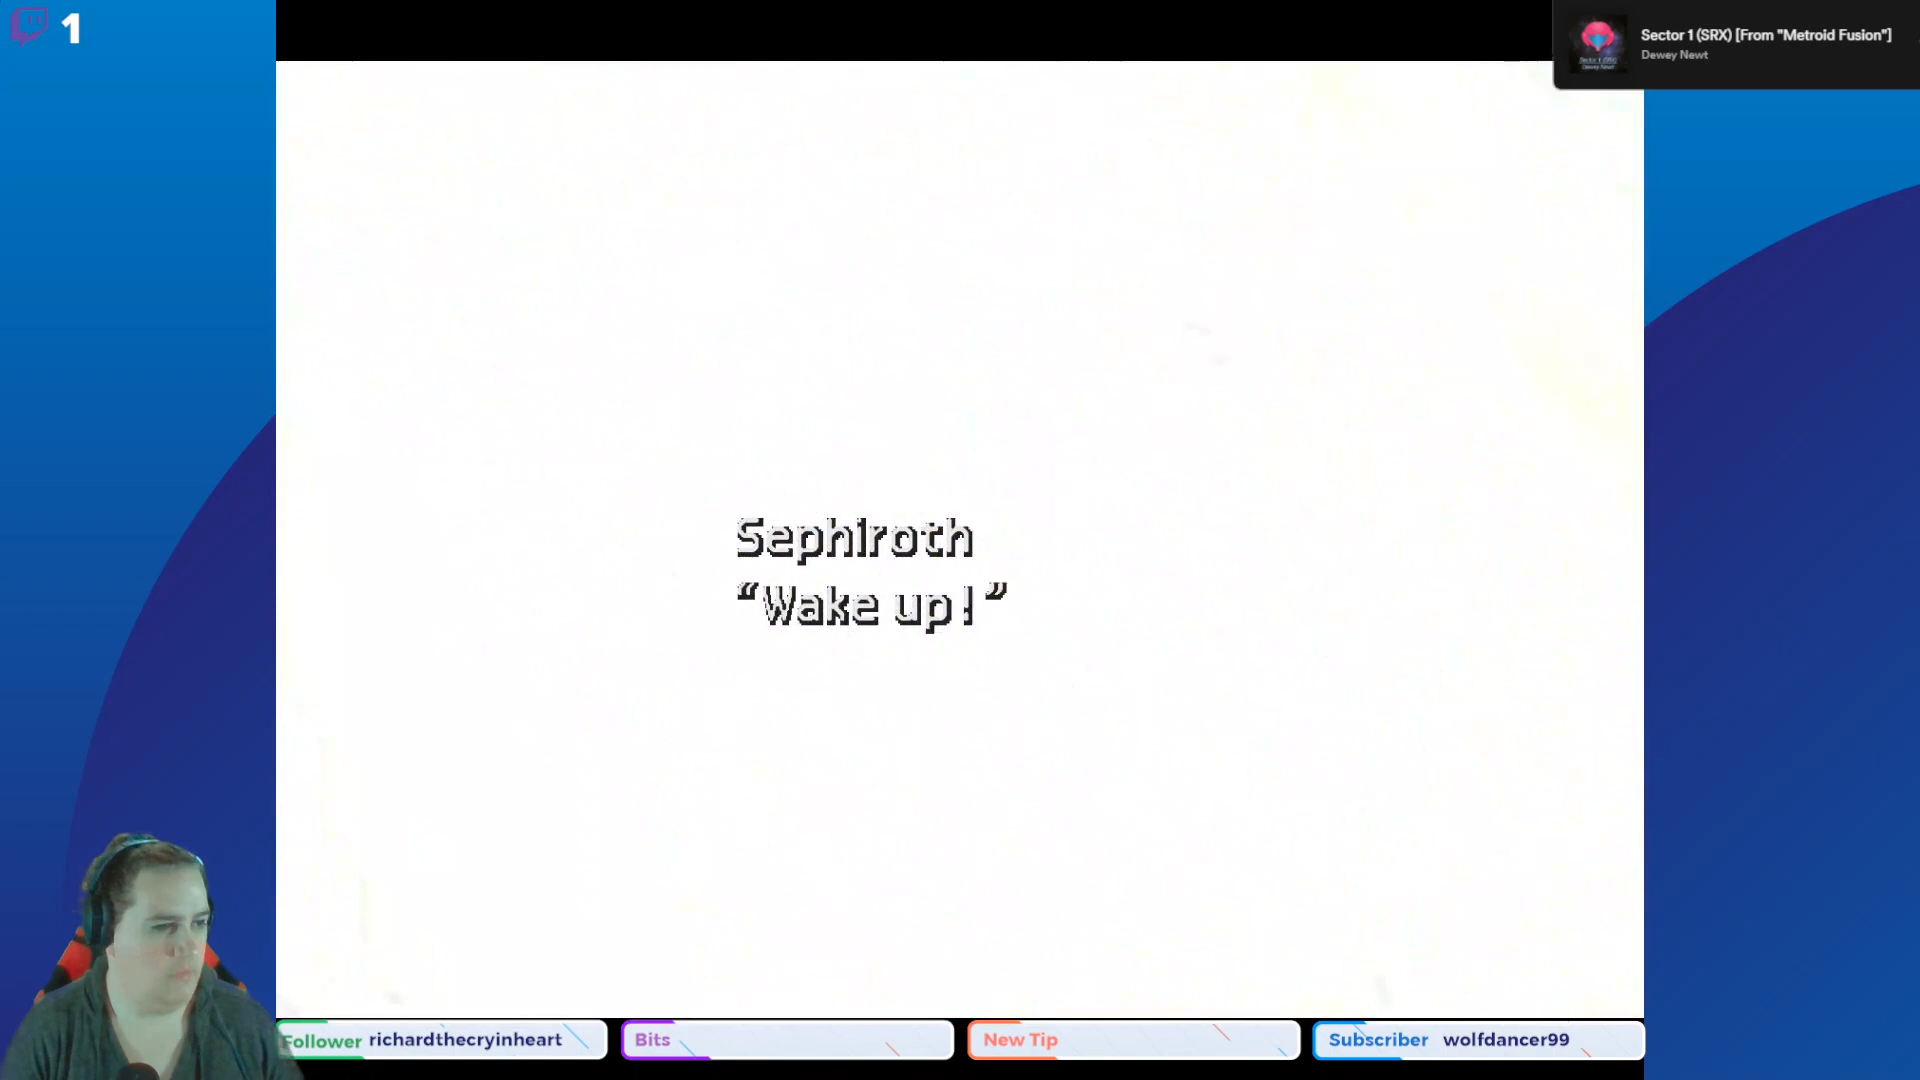 1
Sector 1 (SRX) [From "Metroid Fusion"]
Dewey Newt
Sephiroth
“Wake up!”
Follower richardthecryinheart
Bits
New Tip
Subscriber wolfdancer99